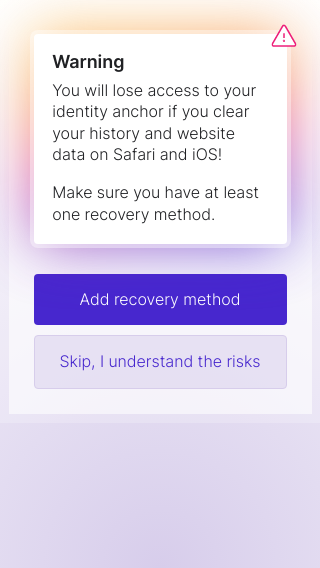 Warning
You will lose access to your
identity anchor if you clear
your history and website
data on Safari and iOS!
Make sure you have at least
one recovery method.
Add recovery method
Skip, I understand the risks